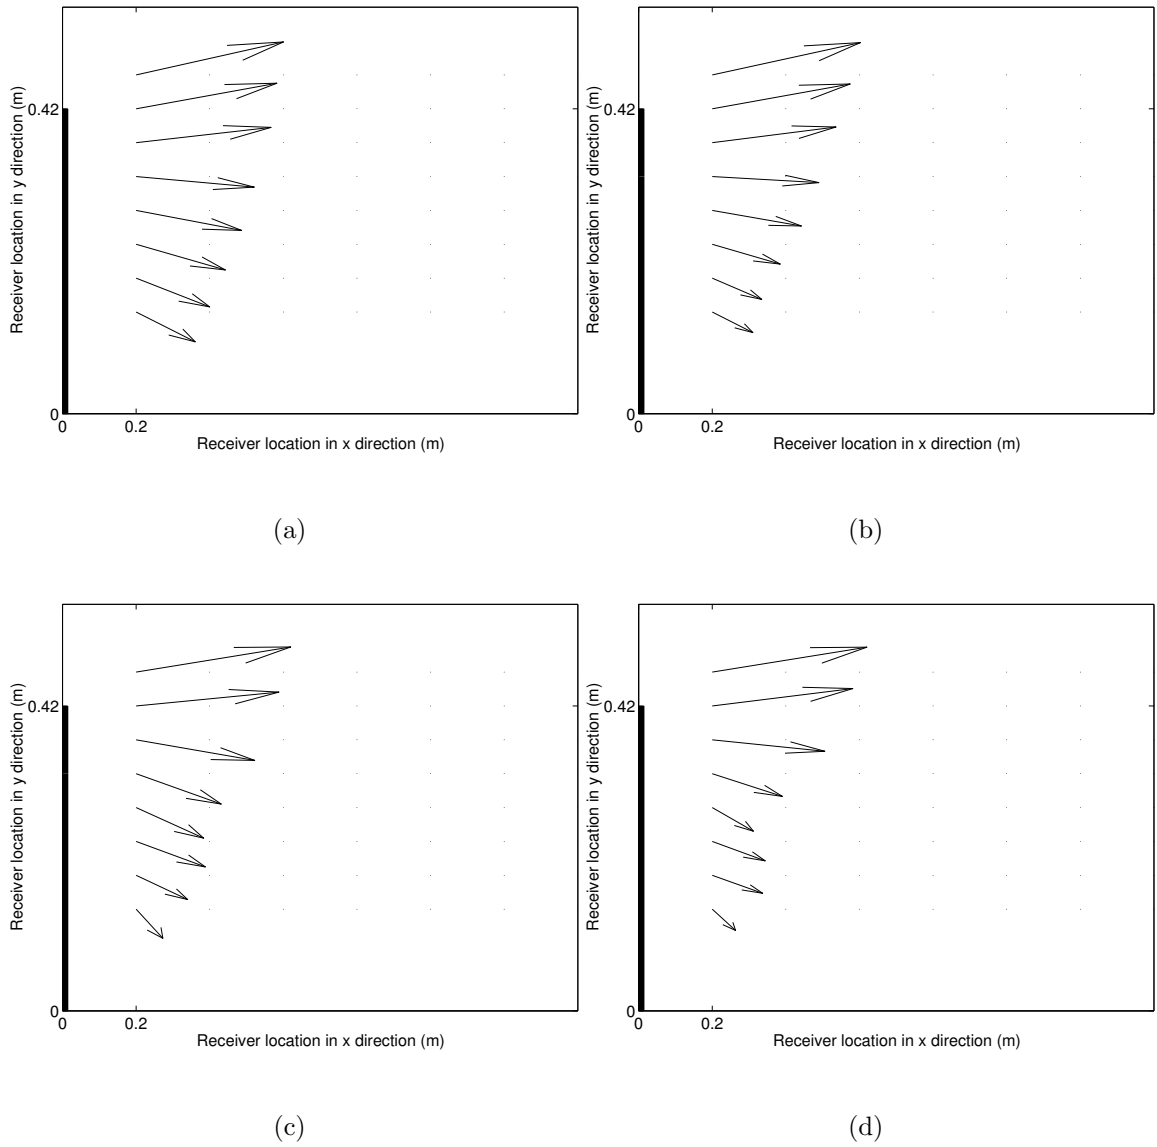 Receiver location in y direction (m)
0.42
0
0
0.2
Receiver location in x direction (m)
(a)
Receiver location in y direction (m)
0.42
0
0
0.2
Receiver location in x direction (m)
(b)
Receiver location in y direction (m)
0.42
0
0
0.2
Receiver location in x direction (m)
(c)
Receiver location in y direction (m)
0.42
0
0
0.2
Receiver location in x direction (m)
(d)